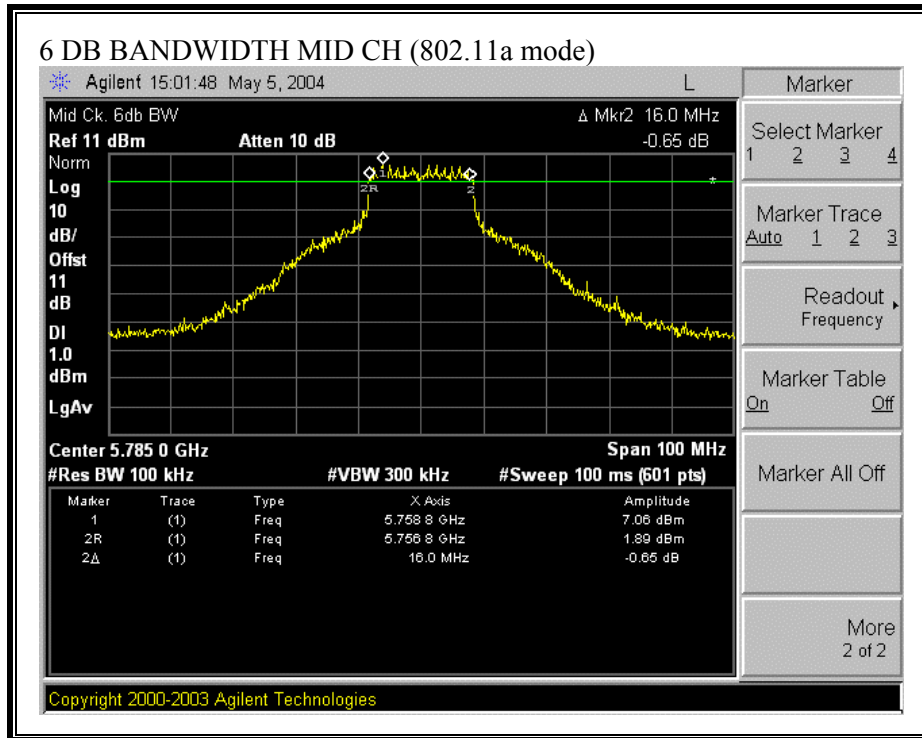 6 DB BANDWIDTH MID CH (802.11a mode)
Agilent 15:01:48 May 5, 2004 L
Mid Ck. 6db BW Δ Mkr2 16.0 MHz
Ref 11 dBm Atten 10 dB -0.65 dB
Norm
Log
10
dB/
Offst
11
dB
DI
1.0
dBm
LgAv
1
2R
2
*
Center 5.785 0 GHz Span 100 MHz
#Res BW 100 kHz #VBW 300 kHz #Sweep 100 ms (601 pts)
Marker Trace Type X Axis Amplitude
1 (1) Freq 5.758 8 GHz 7.06 dBm
2R (1) Freq 5.756 8 GHz 1.89 dBm
2Δ (1) Freq 16.0 MHz -0.65 dB
Marker
Select Marker
1 2 3 4
Marker Trace
Auto 1 2 3
Readout
Frequency
Marker Table
On Off
Marker All Off
More
2 of 2
Copyright 2000-2003 Agilent Technologies